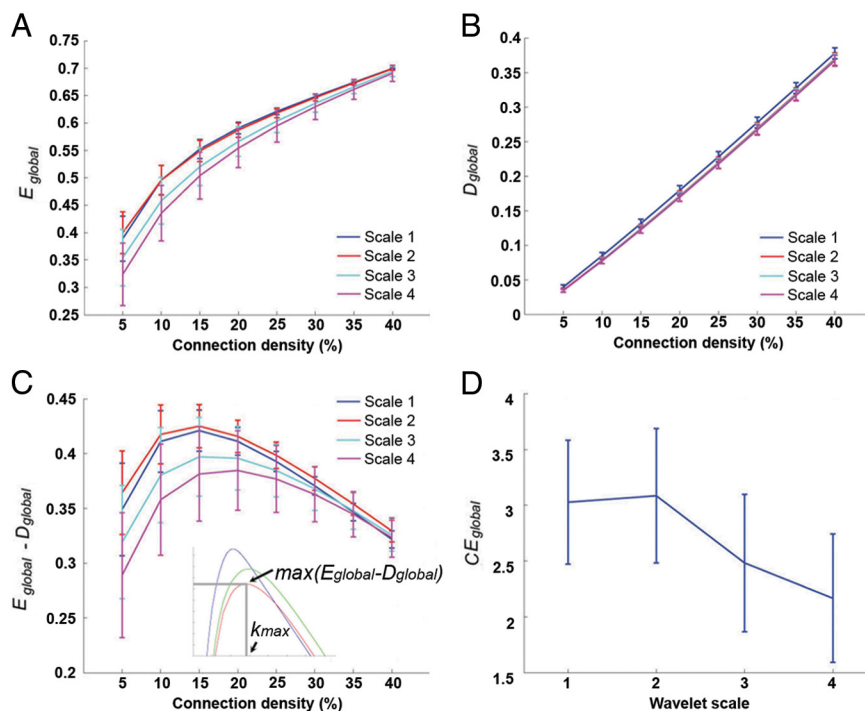 A
E global
0.75
0.7
0.65
0.6
0.55
0.5
0.45
0.4
0.35
0.3
0.25
5 10 15 20 25 30 35 40
Connection density (%)
Scale 1
Scale 2
Scale 3
Scale 4
B
D global
0.4
0.35
0.3
0.25
0.2
0.15
0.1
0.05
0
5 10 15 20 25 30 35 40
Connection density (%)
Scale 1
Scale 2
Scale 3
Scale 4
C
E global - D global
0.45
0.4
0.35
0.3
0.25
0.2
5 10 15 20 25 30 35 40
Connection density (%)
Scale 1
Scale 2
Scale 3
Scale 4
max(Eglobal-Dglobal)
kmax
D
CE global
4
3.5
3
2.5
2
1.5
1 2 3 4
Wavelet scale